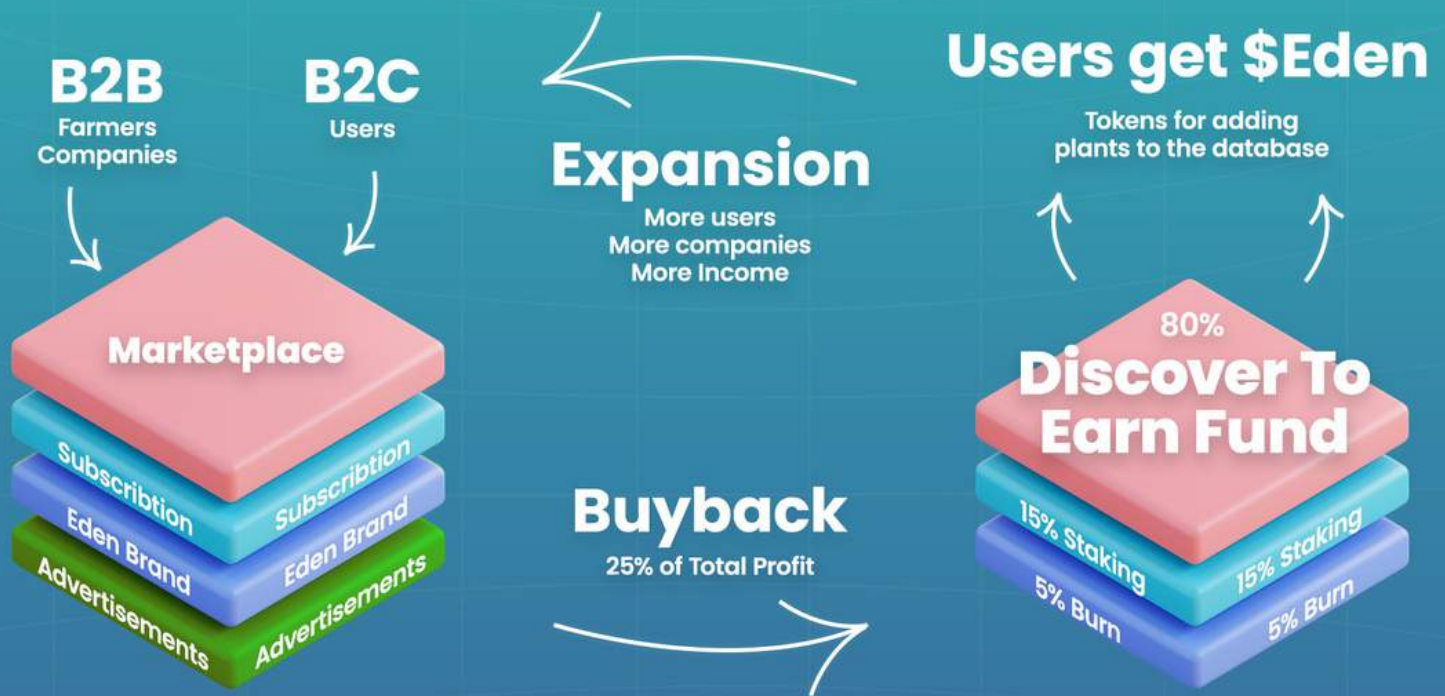 B2B
Farmers
Companies
B2C
Users
Marketplace
Subscribtion
Subscribtion
Eden Brand
Eden Brand
Advertisements
Advertisements
Expansion
More users
More companies
More Income
Buyback
25% of Total Profit
Users get $Eden
Tokens for adding
plants to the database
80%
Discover To
Earn Fund
15% Staking
15% Staking
5% Burn
5% Burn